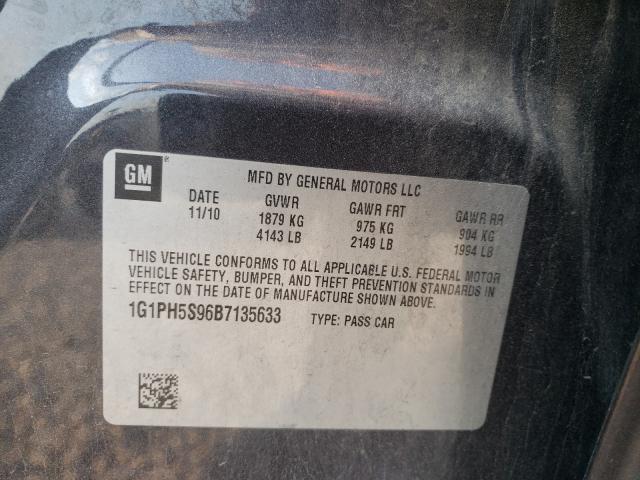 GM®
MFD BY GENERAL MOTORS LLC
DATE GVWR GAWR FRT GAWR RR
11/10 1879 KG 975 KG 904 KG
4143 LB 2149 LB 1994 LB
THIS VEHICLE CONFORMS TO ALL APPLICABLE U.S. FEDERAL MOTOR
VEHICLE SAFETY, BUMPER, AND THEFT PREVENTION STANDARDS IN
EFFECT ON THE DATE OF MANUFACTURE SHOWN ABOVE.
1G1PH5S96B7135633 TYPE: PASS CAR